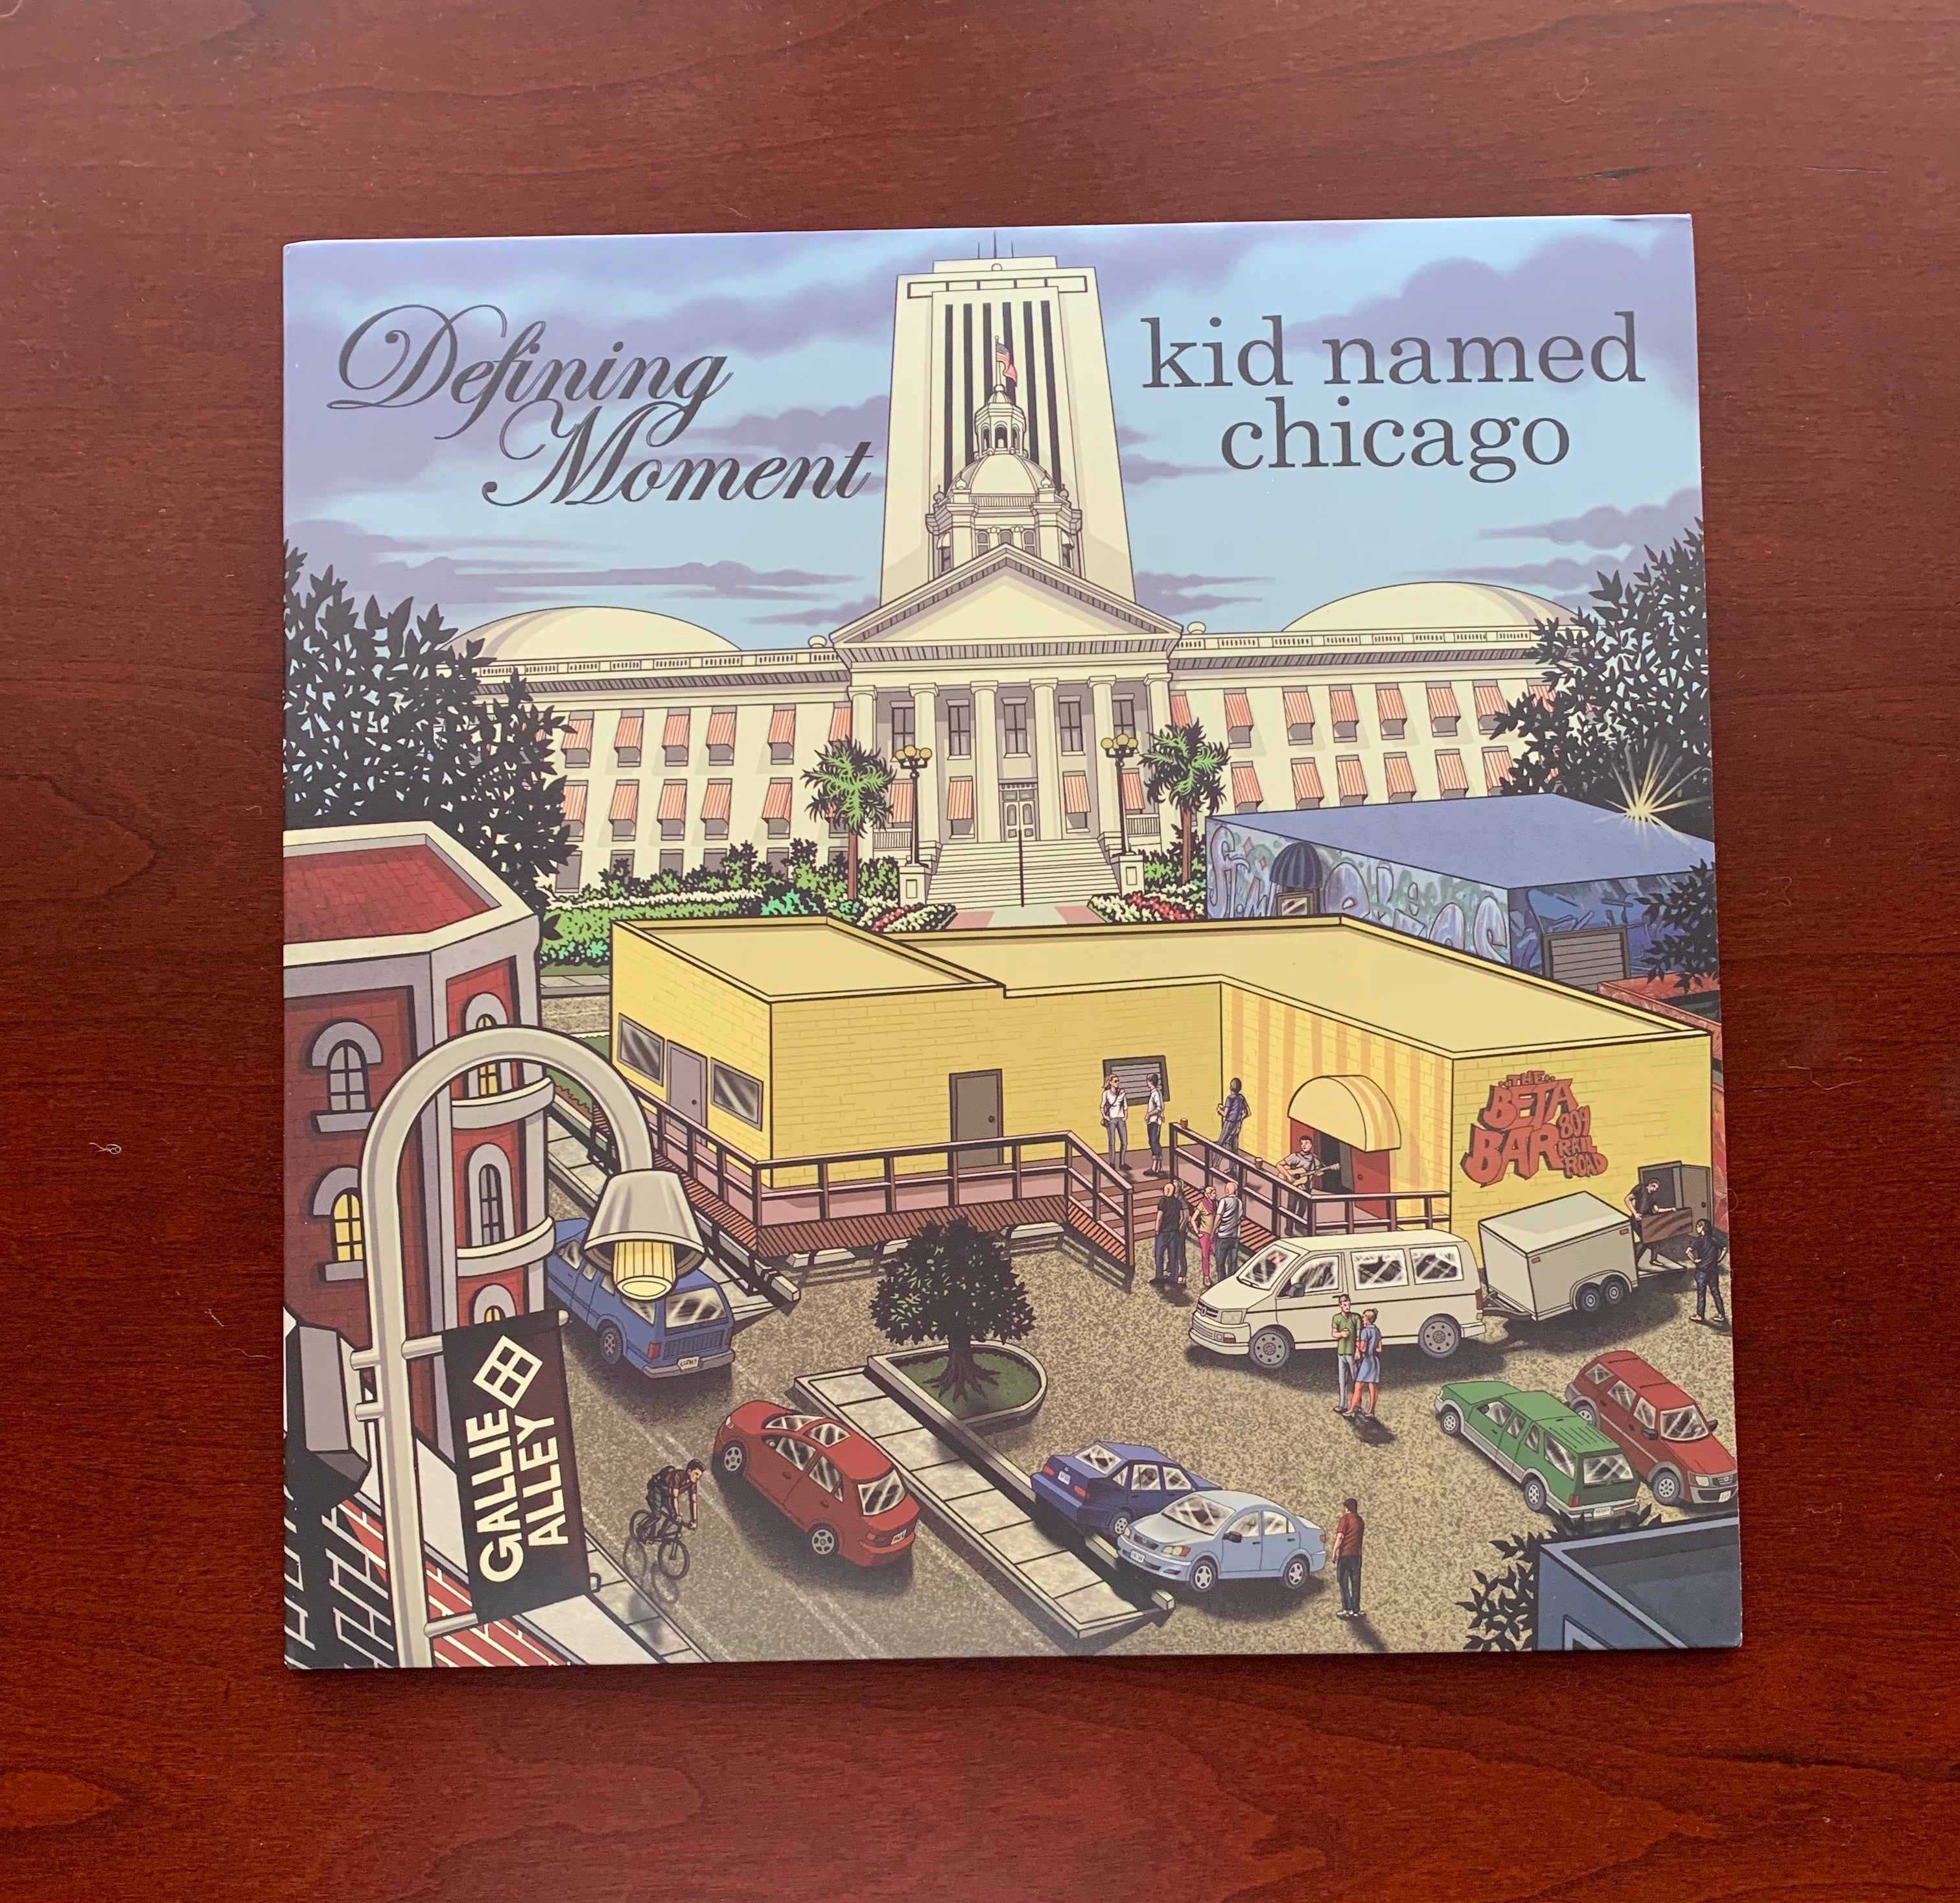 Defining
Moment
kid named
chicago
THE
BETA
BAR
809
RAIL
ROAD
GALLIE
ALLEY